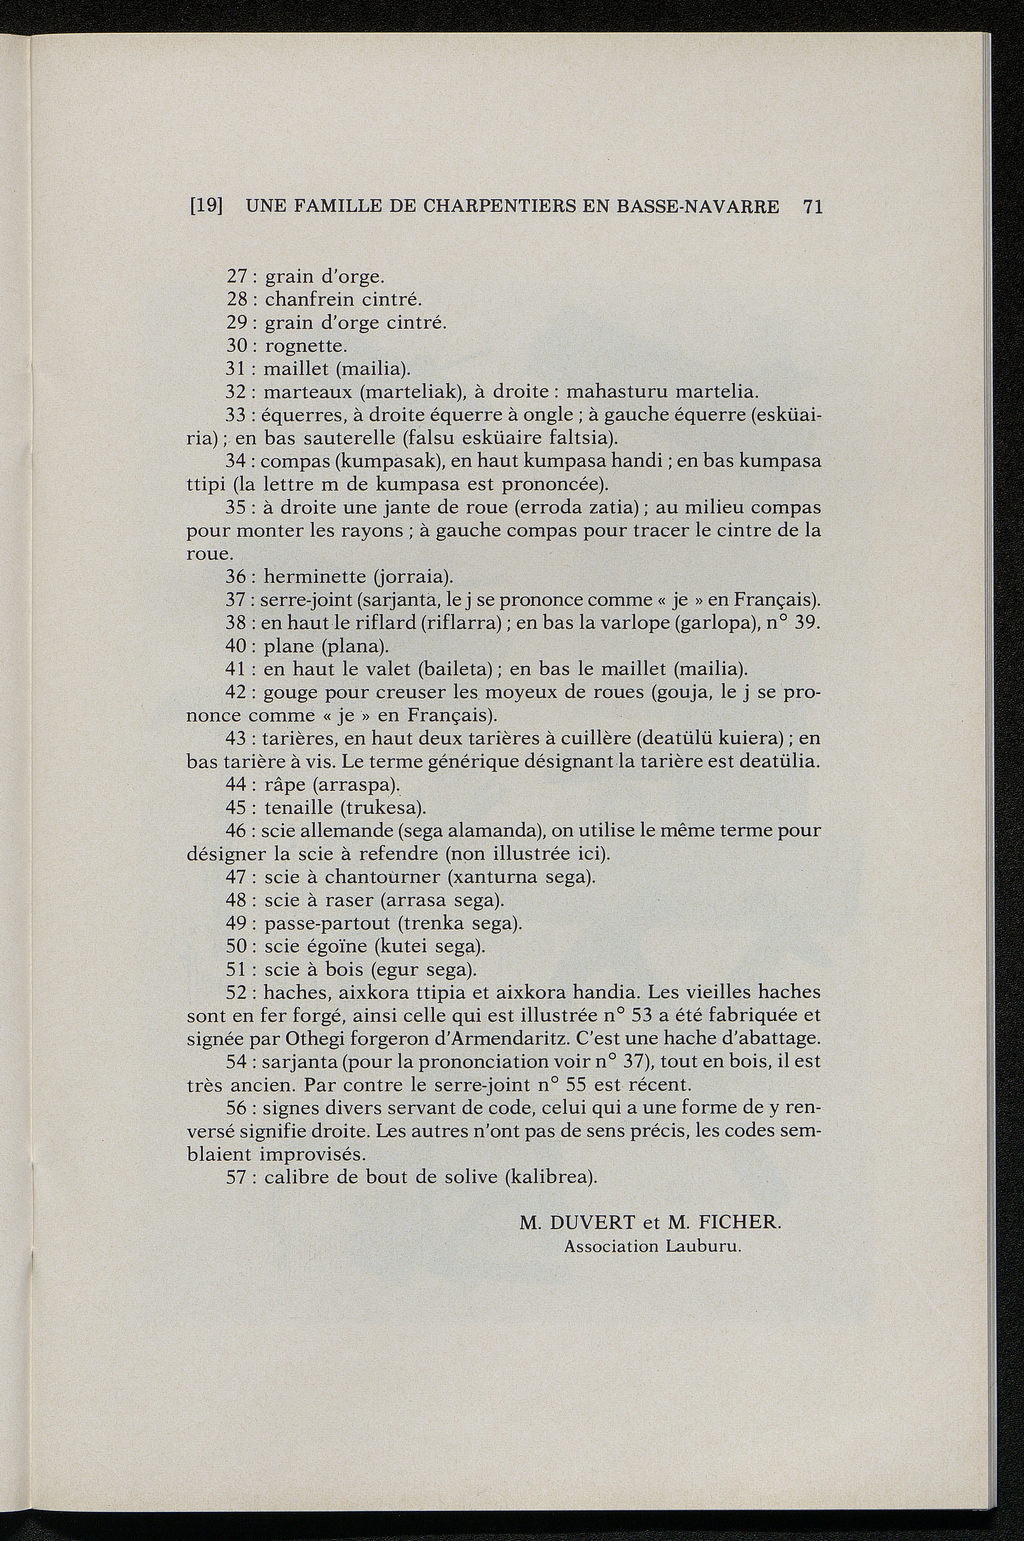 [19] UNE FAMILLE DE CHARPENTIERS EN BASSE-NAVARRE 71
27 : grain d'orge.
28 : chanfrein cintré.
29 : grain d'orge cintré.
30 : rognette.
31 : maillet (mailia).
32 : marteaux (marteliak), à droite : mahasturu martelia.
33 : équerres, à droite équerre à ongle ; à gauche équerre (esküai-
ria) ; en bas sauterelle (falsu esküaire faltsia).
34 : compas (kumpasak), en haut kumpasa handi ; en bas kumpasa
ttipi (la lettre m de kumpasa est prononcée).
35 : à droite une jante de roue (erroda zatia) ; au milieu compas
pour monter les rayons ; à gauche compas pour tracer le cintre de la
roue.
36 : herminette (jorraia).
37 : serre-joint (sarjanta, le j se prononce comme « je » en Français).
38 : en haut le riflard (riflarra) ; en bas la varlope (garlopa), n° 39.
40 : plane (plana).
41 : en haut le valet (baileta) ; en bas le maillet (mailia).
42 : gouge pour creuser les moyeux de roues (gouja, le j se pro-
nonce comme « je » en Français).
43 : tarières, en haut deux tarières à cuillère (deatülü kuiera) ; en
bas tarière à vis. Le terme générique désignant la tarière est deatülia.
44 : râpe (arraspa).
45 : tenaille (trukesa).
46 : scie allemande (sega alamanda), on utilise le même terme pour
désigner la scie à refendre (non illustrée ici).
47 : scie à chantourner (xanturna sega).
48 : scie à raser (arrasa sega).
49 : passe-partout (trenka sega).
50 : scie égoïne (kutei sega).
51 : scie à bois (egur sega).
52 : haches, aixkora ttipia et aixkora handia. Les vieilles haches
sont en fer forgé, ainsi celle qui est illustrée n° 53 a été fabriquée et
signée par Othegi forgeron d'Armendaritz. C'est une hache d'abattage.
54 : sarjanta (pour la prononciation voir n° 37), tout en bois, il est
très ancien. Par contre le serre-joint n° 55 est récent.
56 : signes divers servant de code, celui qui a une forme de y ren-
versé signifie droite. Les autres n'ont pas de sens précis, les codes sem-
blaient improvisés.
57 : calibre de bout de solive (kalibrea).
M. DUVERT et M. FICHER.
Association Lauburu.